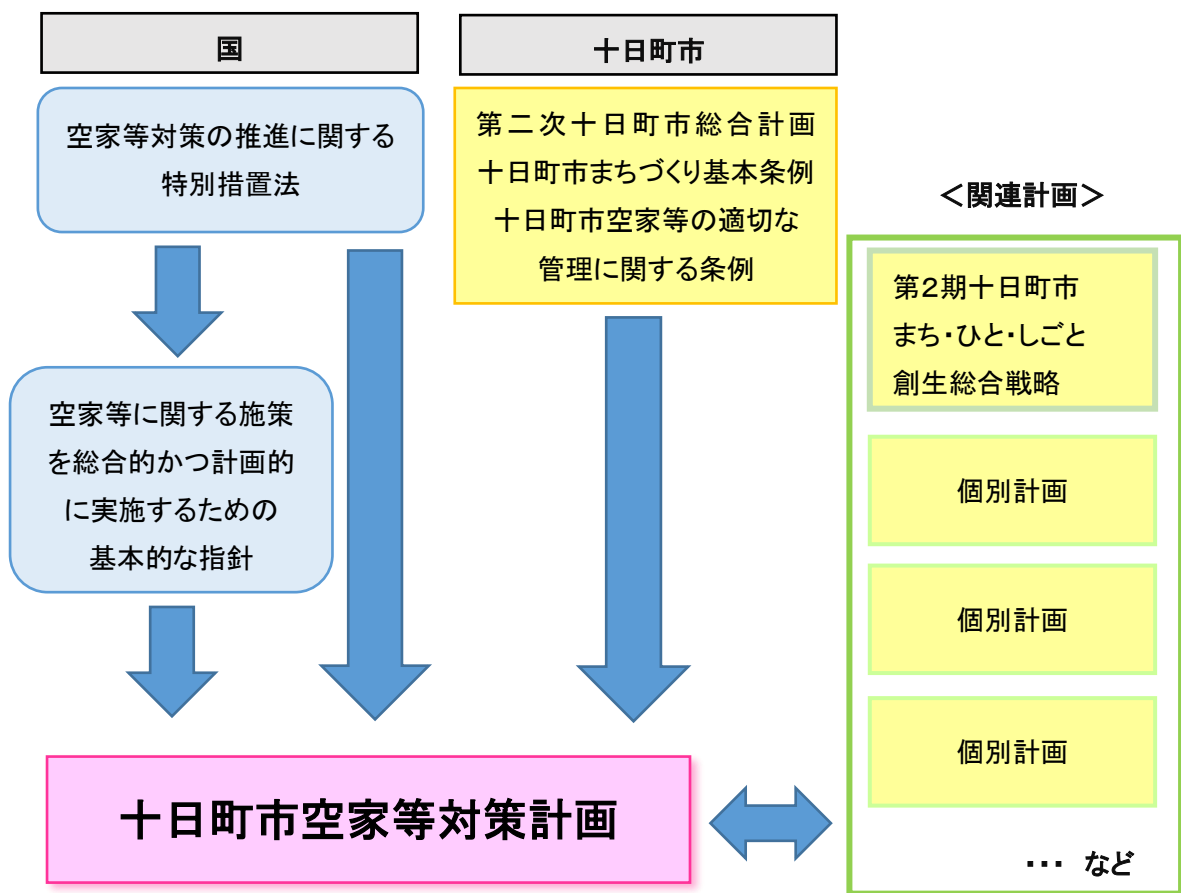 国
空家等対策の推進に関する
特別措置法
空家等に関する施策
を総合的かつ計画的
に実施するための
基本的な指針
十日町市
第二次十日町市総合計画
十日町市まちづくり基本条例
十日町市空家等の適切な
管理に関する条例
＜関連計画＞
第２期十日町市
まち・ひと・しごと
創生総合戦略
個別計画
個別計画
個別計画
・・・ など
十日町市空家等対策計画